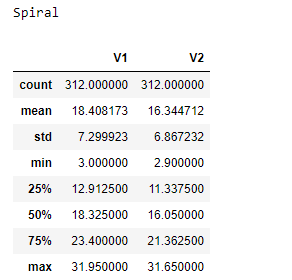 Spiral
V1 V2
count 312.000000 312.000000
mean 18.408173 16.344712
std 7.299923 6.867232
min 3.000000 2.900000
25% 12.912500 11.337500
50% 18.325000 16.050000
75% 23.400000 21.362500
max 31.950000 31.650000